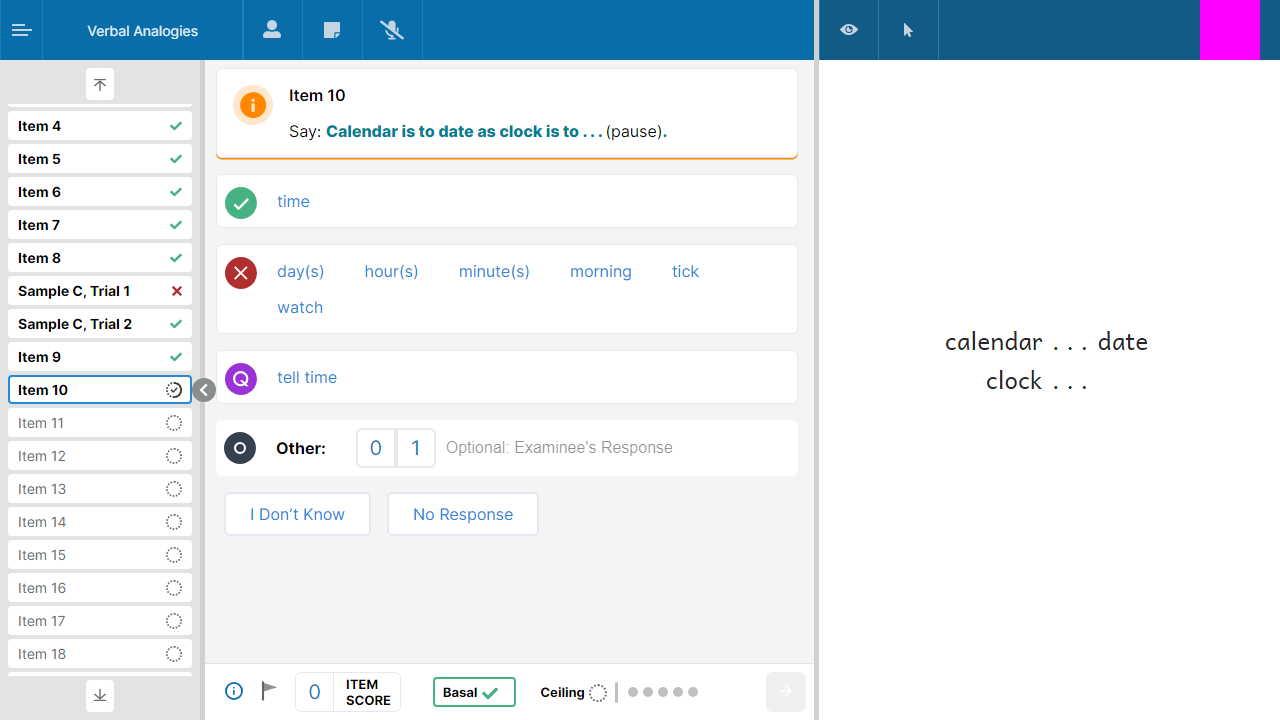 Verbal Analogies
Item 4
Item 5
Item 6
Item 7
Item 8
Sample C, Trial 1
Sample C, Trial 2
Item 9
Item 10
Item 11
Item 12
Item 13
Item 14
Item 15
Item 16
Item 17
Item 18
Item 10
Say: Calendar is to date as clock is to . . . (pause).
time
day(s) hour(s) minute(s) morning tick
watch
Q tell time
Other: 0 1 Optional: Examinee's Response
I Don't Know No Response
0 ITEM SCORE
Basal
Ceiling
calendar . . . date
clock . . .